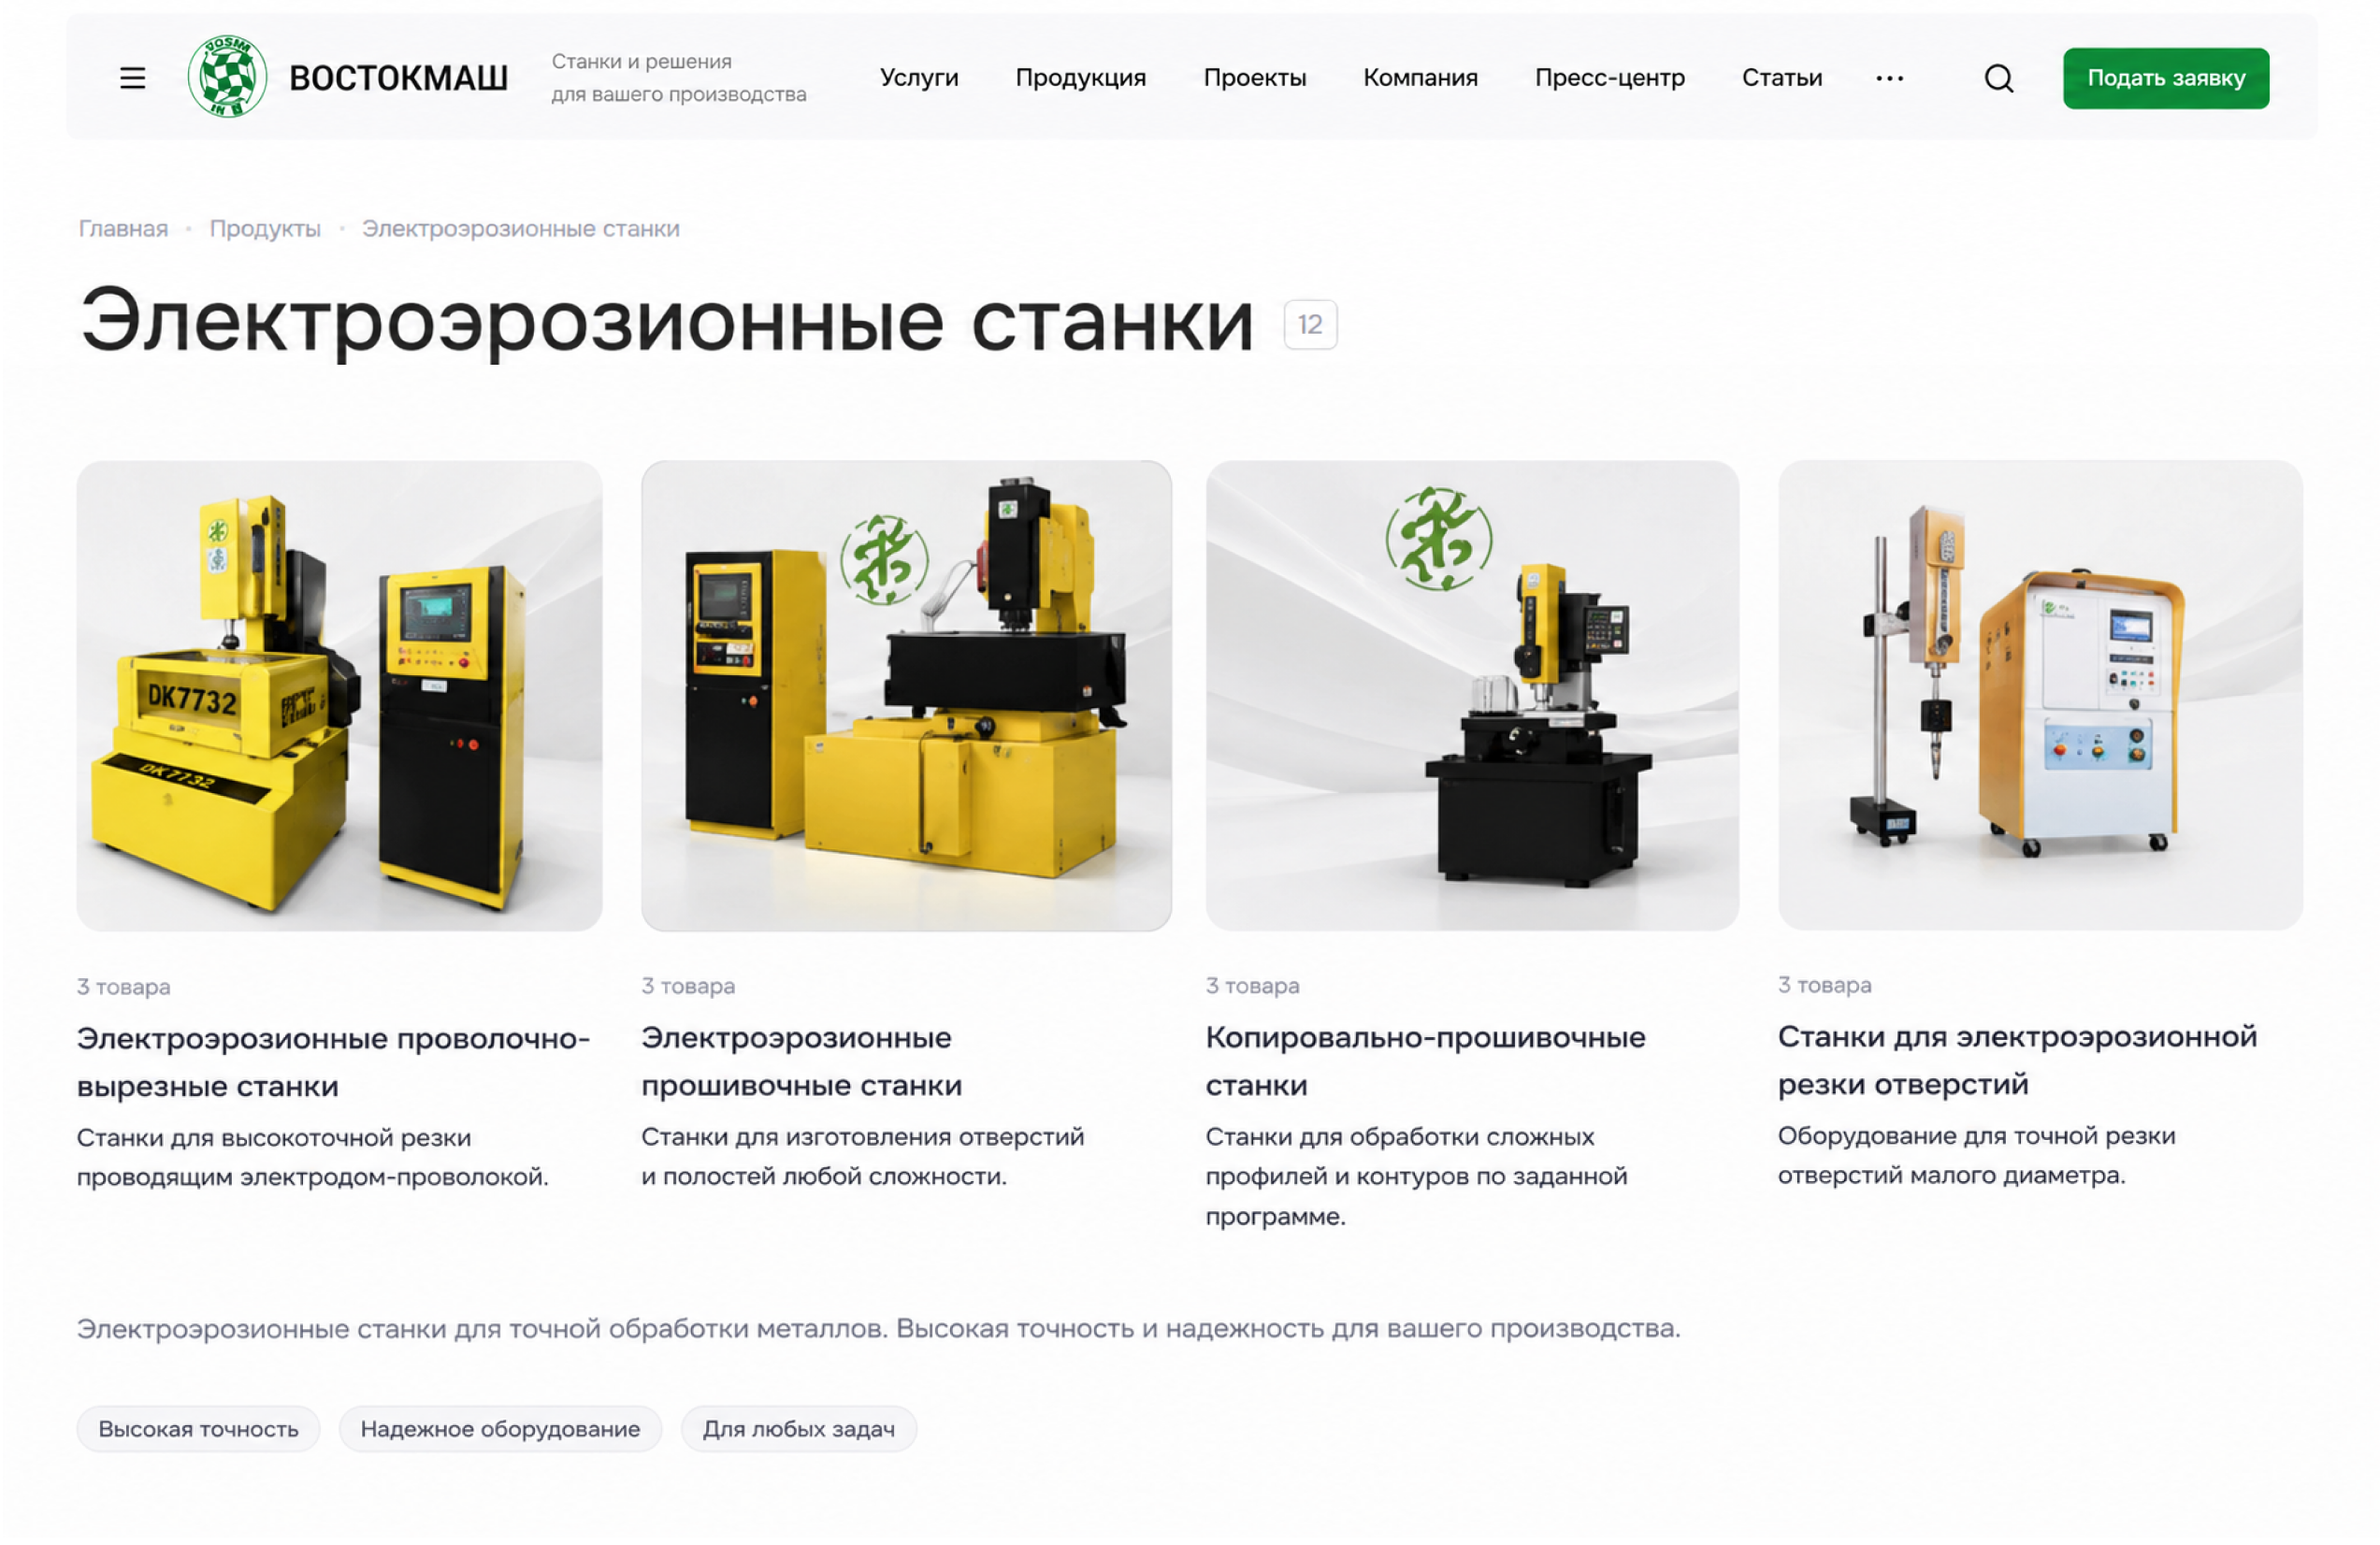 ВОСТОКМАШ
Станки и решения
для вашего производства
Услуги
Продукция
Проекты
Компания
Пресс-центр
Статьи
Подать заявку
Главная • Продукты • Электроэрозионные станки
Электроэрозионные станки
12
DK7732
DK7732
3 товара
Электроэрозионные проволочно-
вырезные станки
Станки для высокоточной резки
проводящим электродом-проволокой.
3 товара
Электроэрозионные
прошивочные станки
Станки для изготовления отверстий
и полостей любой сложности.
3 товара
Копировально-прошивочные
станки
Станки для обработки сложных
профилей и контуров по заданной
программе.
3 товара
Станки для электроэрозионной
резки отверстий
Оборудование для точной резки
отверстий малого диаметра.
Электроэрозионные станки для точной обработки металлов. Высокая точность и надежность для вашего производства.
Высокая точность
Надежное оборудование
Для любых задач